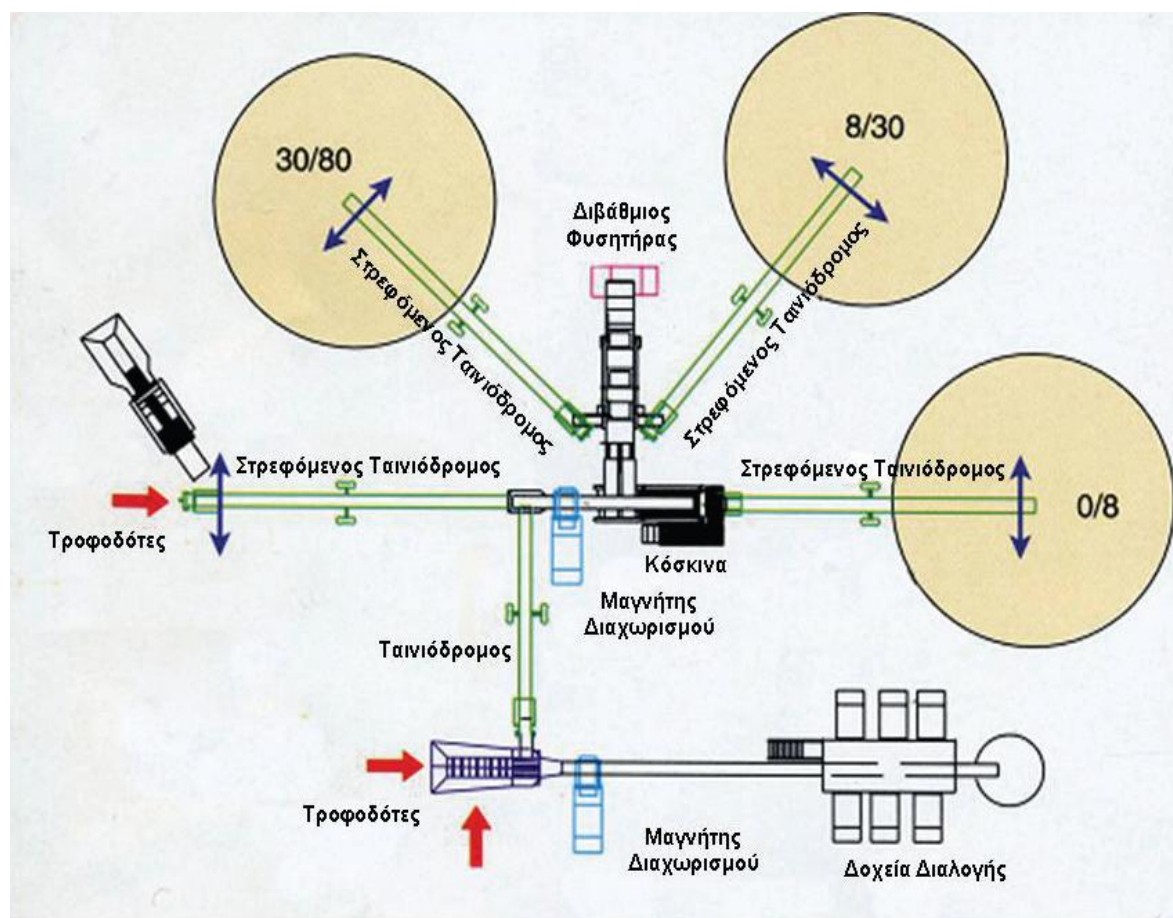 30/80
8/30
Διβάθμιος
Φυσητήρας
Στρεφόμενος Ταινιόδρομος
Στρεφόμενος Ταινιόδρομος
Στρεφόμενος Ταινιόδρομος
Στρεφόμενος Ταινιόδρομος
0/8
Τροφοδότες
Κόσκινα
Μαγνήτης
Διαχωρισμού
Ταινιόδρομος
Τροφοδότες
Μαγνήτης
Διαχωρισμού
Δοχεία Διαλογής